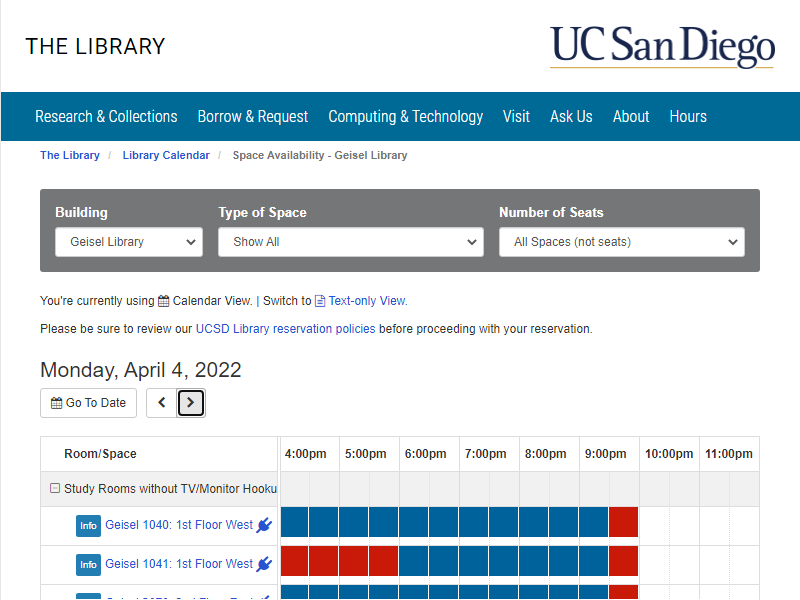 THE LIBRARY
UC San Diego
Research & Collections Borrow & Request Computing & Technology Visit Ask Us About Hours
The Library / Library Calendar / Space Availability - Geisel Library
Building Type of Space Number of Seats
Geisel Library Show All All Spaces (not seats)
You're currently using Calendar View. | Switch to Text-only View.
Please be sure to review our UCSD Library reservation policies before proceeding with your reservation.
Monday, April 4, 2022
Go To Date
Room/Space 4:00pm 5:00pm 6:00pm 7:00pm 8:00pm 9:00pm 10:00pm 11:00pm
Study Rooms without TV/Monitor Hooku
Info Geisel 1040: 1st Floor West
Info Geisel 1041: 1st Floor West